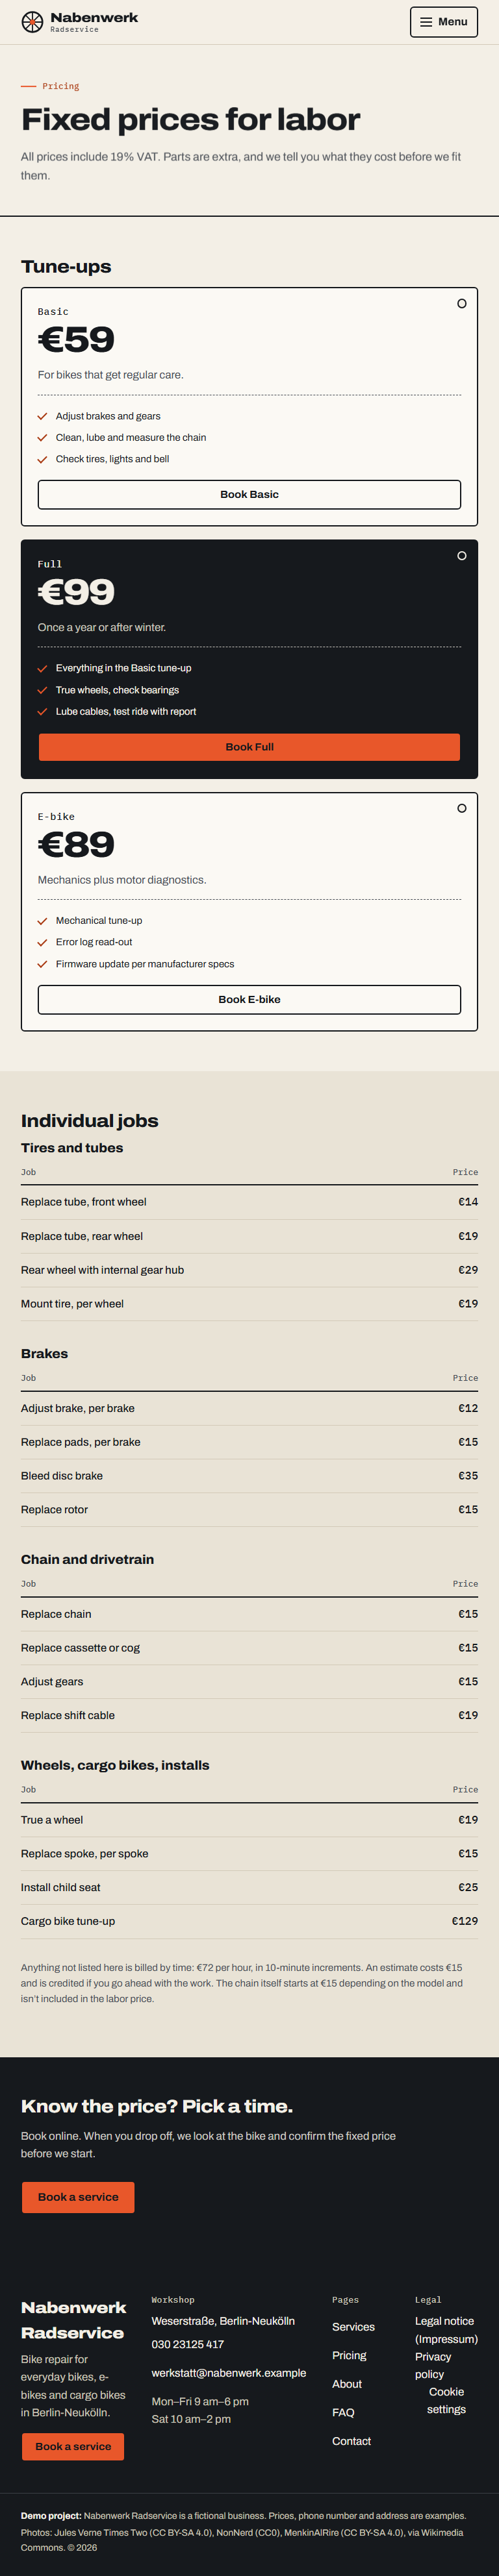 Nabenwerk
Radservice
Menu
Pricing
Fixed prices for labor
All prices include 19% VAT. Parts are extra, and we tell you what they cost before we fit
them.
Tune-ups
Basic
€59
For bikes that get regular care.
Adjust brakes and gears
Clean, lube and measure the chain
Check tires, lights and bell
Book Basic
Full
€99
Once a year or after winter.
Everything in the Basic tune-up
True wheels, check bearings
Lube cables, test ride with report
Book Full
E-bike
€89
Mechanics plus motor diagnostics.
Mechanical tune-up
Error log read-out
Firmware update per manufacturer specs
Book E-bike
Individual jobs
Tires and tubes
Job Price
Replace tube, front wheel €14
Replace tube, rear wheel €19
Rear wheel with internal gear hub €29
Mount tire, per wheel €19
Brakes
Job Price
Adjust brake, per brake €12
Replace pads, per brake €15
Bleed disc brake €35
Replace rotor €15
Chain and drivetrain
Job Price
Replace chain €15
Replace cassette or cog €15
Adjust gears €15
Replace shift cable €19
Wheels, cargo bikes, installs
Job Price
True a wheel €19
Replace spoke, per spoke €15
Install child seat €25
Cargo bike tune-up €129
Anything not listed here is billed by time: €72 per hour, in 10-minute increments. An estimate costs €15
and is credited if you go ahead with the work. The chain itself starts at €15 depending on the model and
isn't included in the labor price.
Know the price? Pick a time.
Book online. When you drop off, we look at the bike and confirm the fixed price
before we start.
Book a service
Nabenwerk
Radservice
Bike repair for
everyday bikes, e-
bikes and cargo bikes
in Berlin-Neukölln.
Book a service
Workshop
Weserstraße, Berlin-Neukölln
030 23125 417
werkstatt@nabenwerk.example
Mon–Fri 9 am–6 pm
Sat 10 am–2 pm
Pages
Services
Pricing
About
FAQ
Contact
Legal
Legal notice
(Impressum)
Privacy
policy
Cookie
settings
Demo project: Nabenwerk Radservice is a fictional business. Prices, phone number and address are examples.
Photos: Jules Verne Times Two (CC BY-SA 4.0), NonNerd (CC0), MenkinAlRire (CC BY-SA 4.0), via Wikimedia
Commons. © 2026